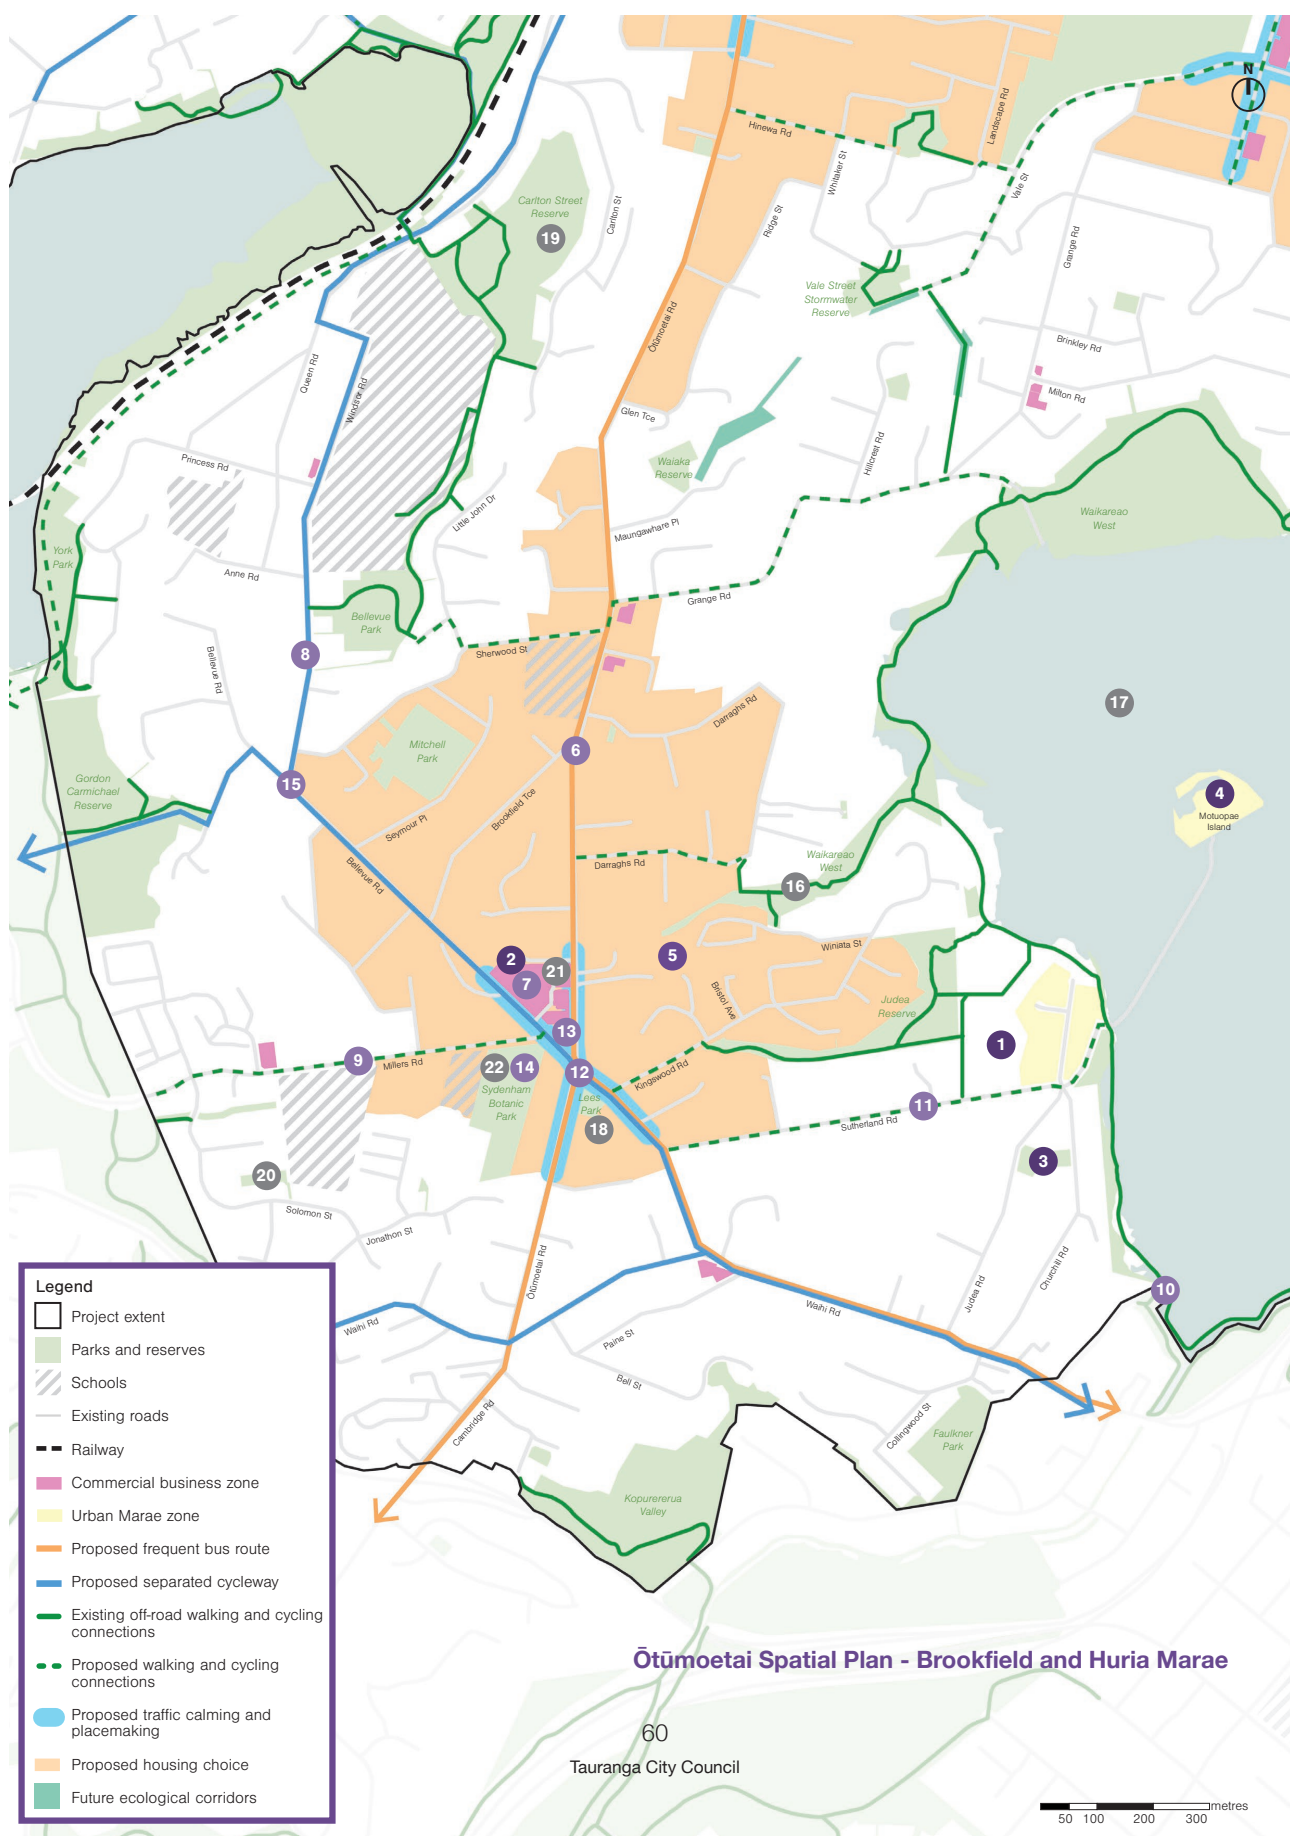 N
Hinewa Rd
Landscape Rd
Whitaker St
Vale St
Carlton Street
Reserve
19
Carlton St
Ridge St
Grange Rd
Vale Street
Stormwater
Reserve
Ōtūmoetai Rd
Brinkley Rd
Queen Rd
Windsor Rd
Milton Rd
Glen Tce
Hillcrest Rd
Princess Rd
Waiaka
Reserve
Little John Dr
Maungawhare Pl
Waikareao
West
York
Park
Anne Rd
Grange Rd
Bellevue
Park
Sherwood St
8
Bellevue Rd
17
Darraghs Rd
6
Mitchell
Park
Gordon
Carmichael
Reserve
15
4
Motuopae
Island
Brookfield Tce
Seymour Pl
Bellevue Rd
Darraghs Rd
Waikareao
West
16
Winiata St
2
5
21
7
Bristol Ave
Judea
Reserve
13
1
9
Millers Rd
22
14
12
Kingswood Rd
Sydenham
Botanic
Park
Lees
Park
18
11
Sutherland Rd
3
20
Solomon St
Jonathon St
Ōtūmoetai Rd
Judea Rd
Churchill Rd
10
Waihi Rd
Waihi Rd
Paine St
Bell St
Cambridge Rd
Collingwood St
Faulkner
Park
Kopurererua
Valley
Legend
Project extent
Parks and reserves
Schools
Existing roads
Railway
Commercial business zone
Urban Marae zone
Proposed frequent bus route
Proposed separated cycleway
Existing off-road walking and cycling
connections
Proposed walking and cycling
connections
Proposed traffic calming and
placemaking
Proposed housing choice
Future ecological corridors
Ōtūmoetai Spatial Plan - Brookfield and Huria Marae
60
Tauranga City Council
metres
50 100 200 300